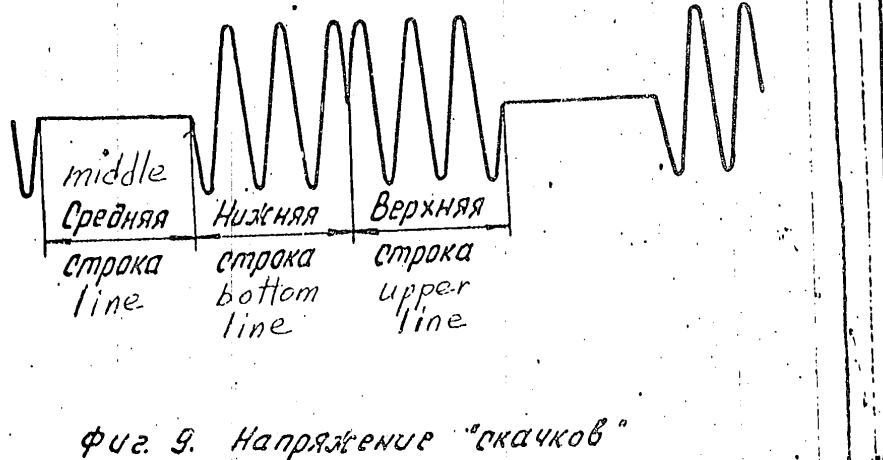 middle
Средняя
строка
line
Нижняя
строка
bottom
line
Верхняя
строка
upper
line
Фиг. 9. Напряжение "скачков"